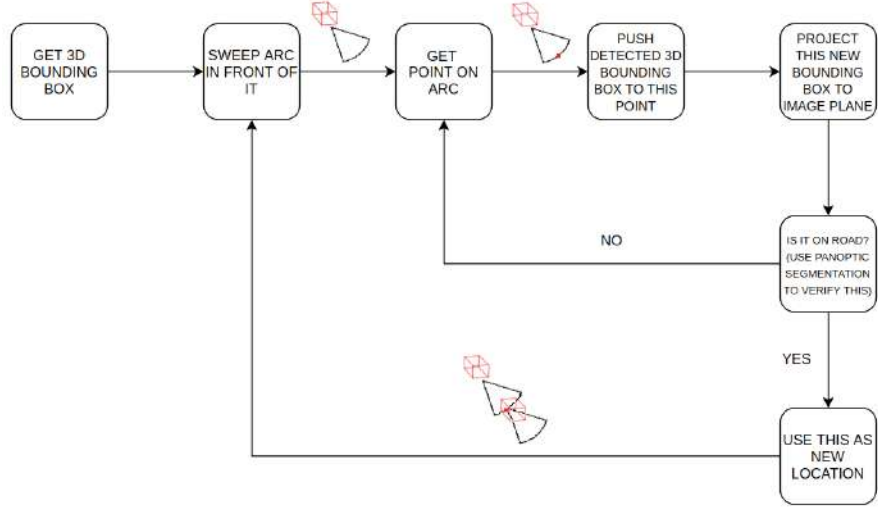 GET 3D
BOUNDING
BOX
SWEEP ARC
IN FRONT OF
IT
GET
POINT ON
ARC
PUSH
DETECTED 3D
BOUNDING
BOX TO THIS
POINT
PROJECT
THIS NEW
BOUNDING
BOX TO
IMAGE PLANE
IS IT ON ROAD?
(USE PANOPTIC
SEGMENTATION
TO VERIFY THIS)
NO
YES
USE THIS AS
NEW
LOCATION